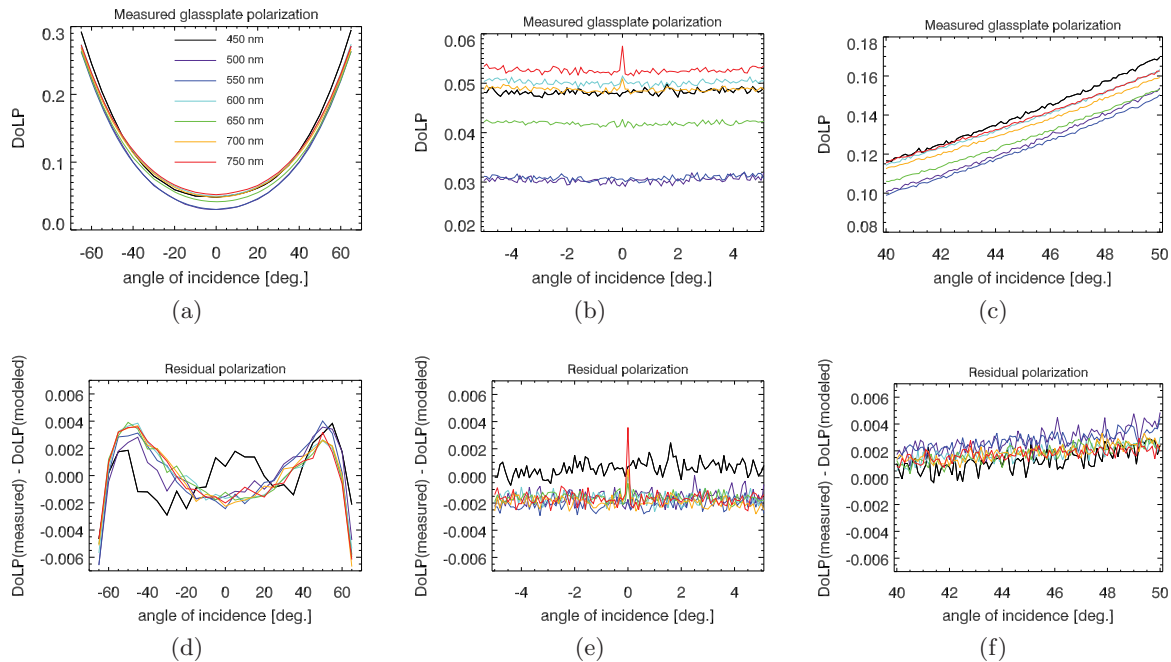 Measured glassplate polarization
0.3
0.2
0.1
0.0
DoLP
450 nm
500 nm
550 nm
600 nm
650 nm
700 nm
750 nm
-60 -40 -20 0 20 40 60
angle of incidence [deg.]
(a)
Measured glassplate polarization
0.06
0.05
0.04
0.03
0.02
DoLP
-4 -2 0 2 4
angle of incidence [deg.]
(b)
Measured glassplate polarization
0.18
0.16
0.14
0.12
0.10
0.08
DoLP
40 42 44 46 48 50
angle of incidence [deg.]
(c)
Residual polarization
0.006
0.004
0.002
0.000
-0.002
-0.004
-0.006
DoLP(measured) - DoLP(modeled)
-60 -40 -20 0 20 40 60
angle of incidence [deg.]
(d)
Residual polarization
0.006
0.004
0.002
0.000
-0.002
-0.004
-0.006
DoLP(measured) - DoLP(modeled)
-4 -2 0 2 4
angle of incidence [deg.]
(e)
Residual polarization
0.006
0.004
0.002
0.000
-0.002
-0.004
-0.006
DoLP(measured) - DoLP(modeled)
40 42 44 46 48 50
angle of incidence [deg.]
(f)